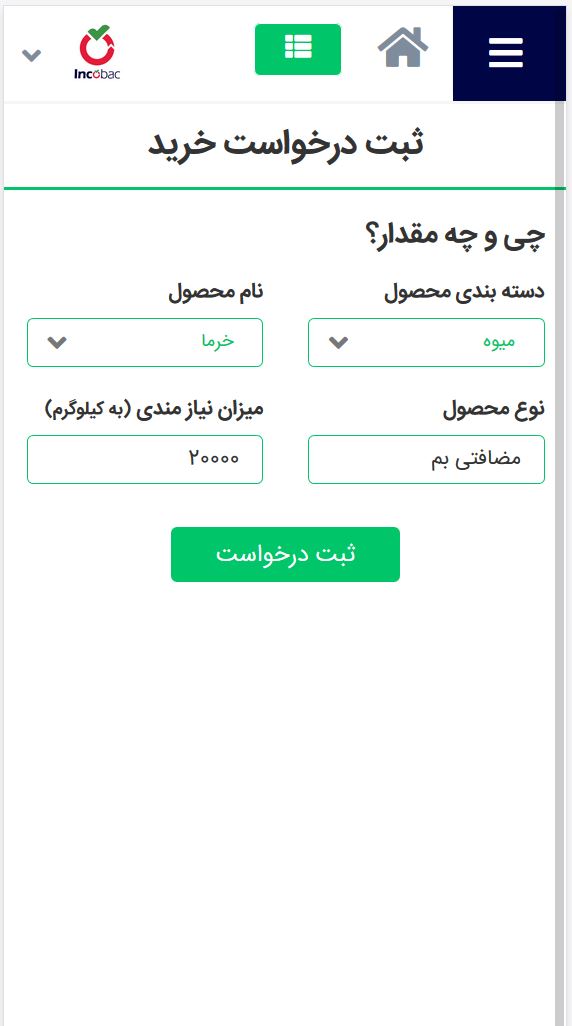 Incobac
ثبت درخواست خرید
چی و چه مقدار؟
دسته بندی محصول
نام محصول
میوه
خرما
نوع محصول
میزان نیاز مندی (به کیلوگرم)
مضافتی بم
۲۰۰۰۰
ثبت درخواست